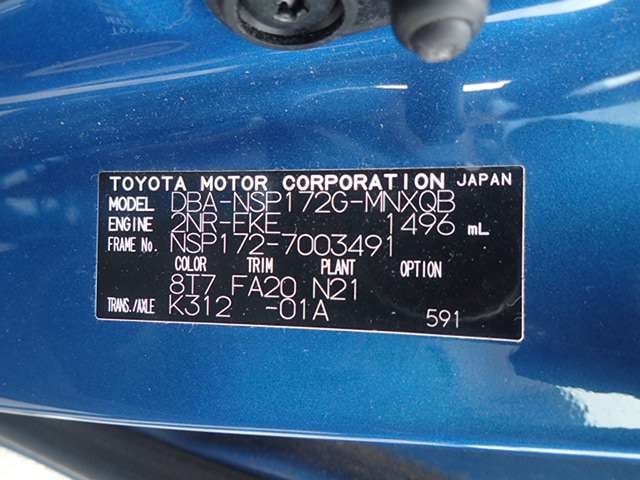 TOYOTA MOTOR CORPORATION JAPAN
MODEL DBA-NSP172G-MNXQB
ENGINE 2NR-FKE 1496 mL
FRAME No. NSP172-7003491
COLOR TRIM PLANT OPTION
8T7 FA20 N21
TRANS./AXLE K312 -01A 591